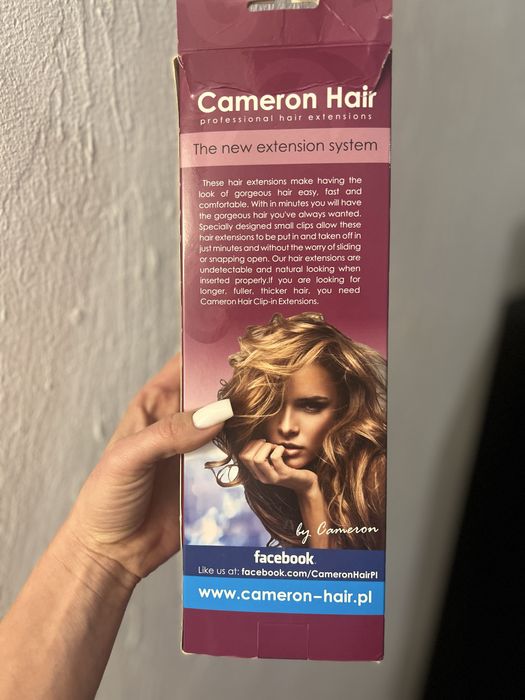 Cameron Hair
professional hair extensions
The new extension system
These hair extensions make having the
look of gorgeous hair easy, fast and
comfortable. With in minutes you will have
the gorgeous hair you've always wanted.
Specially designed small clips allow these
hair extensions to be put in and taken off in
just minutes and without the worry of sliding
or snapping open. Our hair extensions are
undetectable and natural looking when
inserted properly.If you are looking for
longer, fuller, thicker hair, you need
Cameron Hair Clip-in Extensions.
by Cameron
facebook
Like us at: facebook.com/CameronHairPl
www.cameron-hair.pl